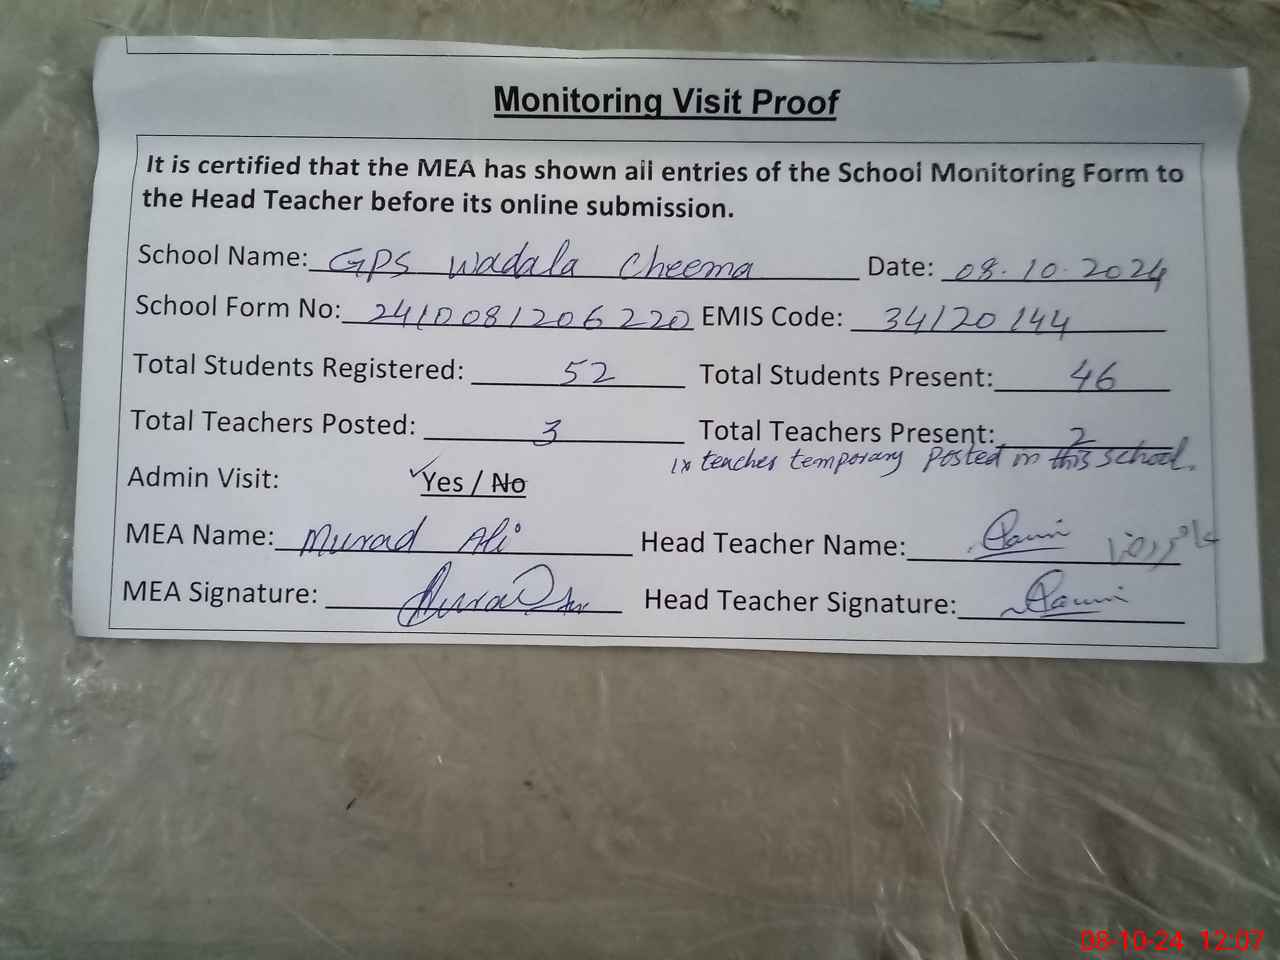 Monitoring Visit Proof
It is certified that the MEA has shown all entries of the School Monitoring Form to
the Head Teacher before its online submission.
School Name: GPS Wadala Cheema Date: 08.10.2024
School Form No: 2410081206220 EMIS Code: 34120144
Total Students Registered: 52 Total Students Present: 46
Total Teachers Posted: 3 Total Teachers Present: 2
1x teacher temporary posted in this school.
Admin Visit: ✓Yes / No
MEA Name: Murad Ali Head Teacher Name:
MEA Signature: Head Teacher Signature:
08-10-24 12:07